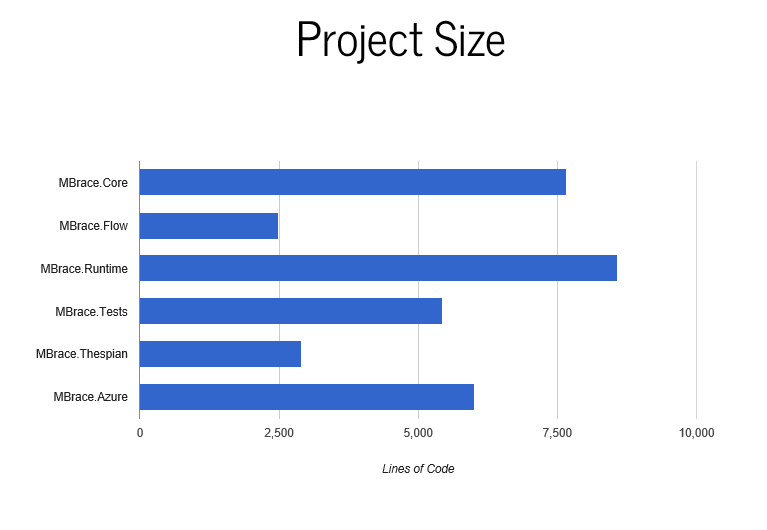 Project Size
MBrace.Core
MBrace.Flow
MBrace.Runtime
MBrace.Tests
MBrace.Thespian
MBrace.Azure
0 2,500 5,000 7,500 10,000
Lines of Code